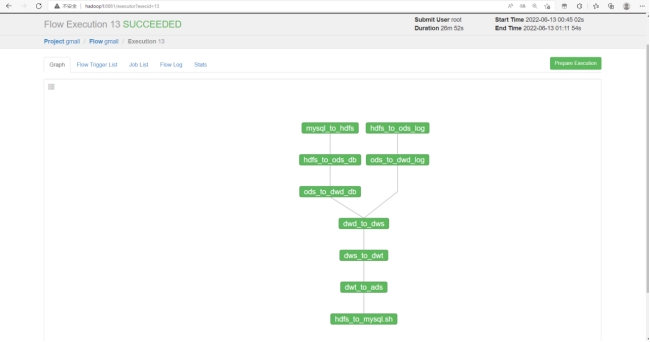 不安全 | hadoop1:8081/executor?execid=13
Flow Execution 13 SUCCEEDED
Submit User root
Duration 26m 52s
Start Time 2022-06-13 00:45 02s
End Time 2022-06-13 01:11 54s
Project gmall / Flow gmall / Execution 13
Graph Flow Trigger List Job List Flow Log Stats
Prepare Execution
mysql_to_hdfs hdfs_to_ods_log
hdfs_to_ods_db ods_to_dwd_log
ods_to_dwd_db
dwd_to_dws
dws_to_dwt
dwt_to_ads
hdfs_to_mysql.sh